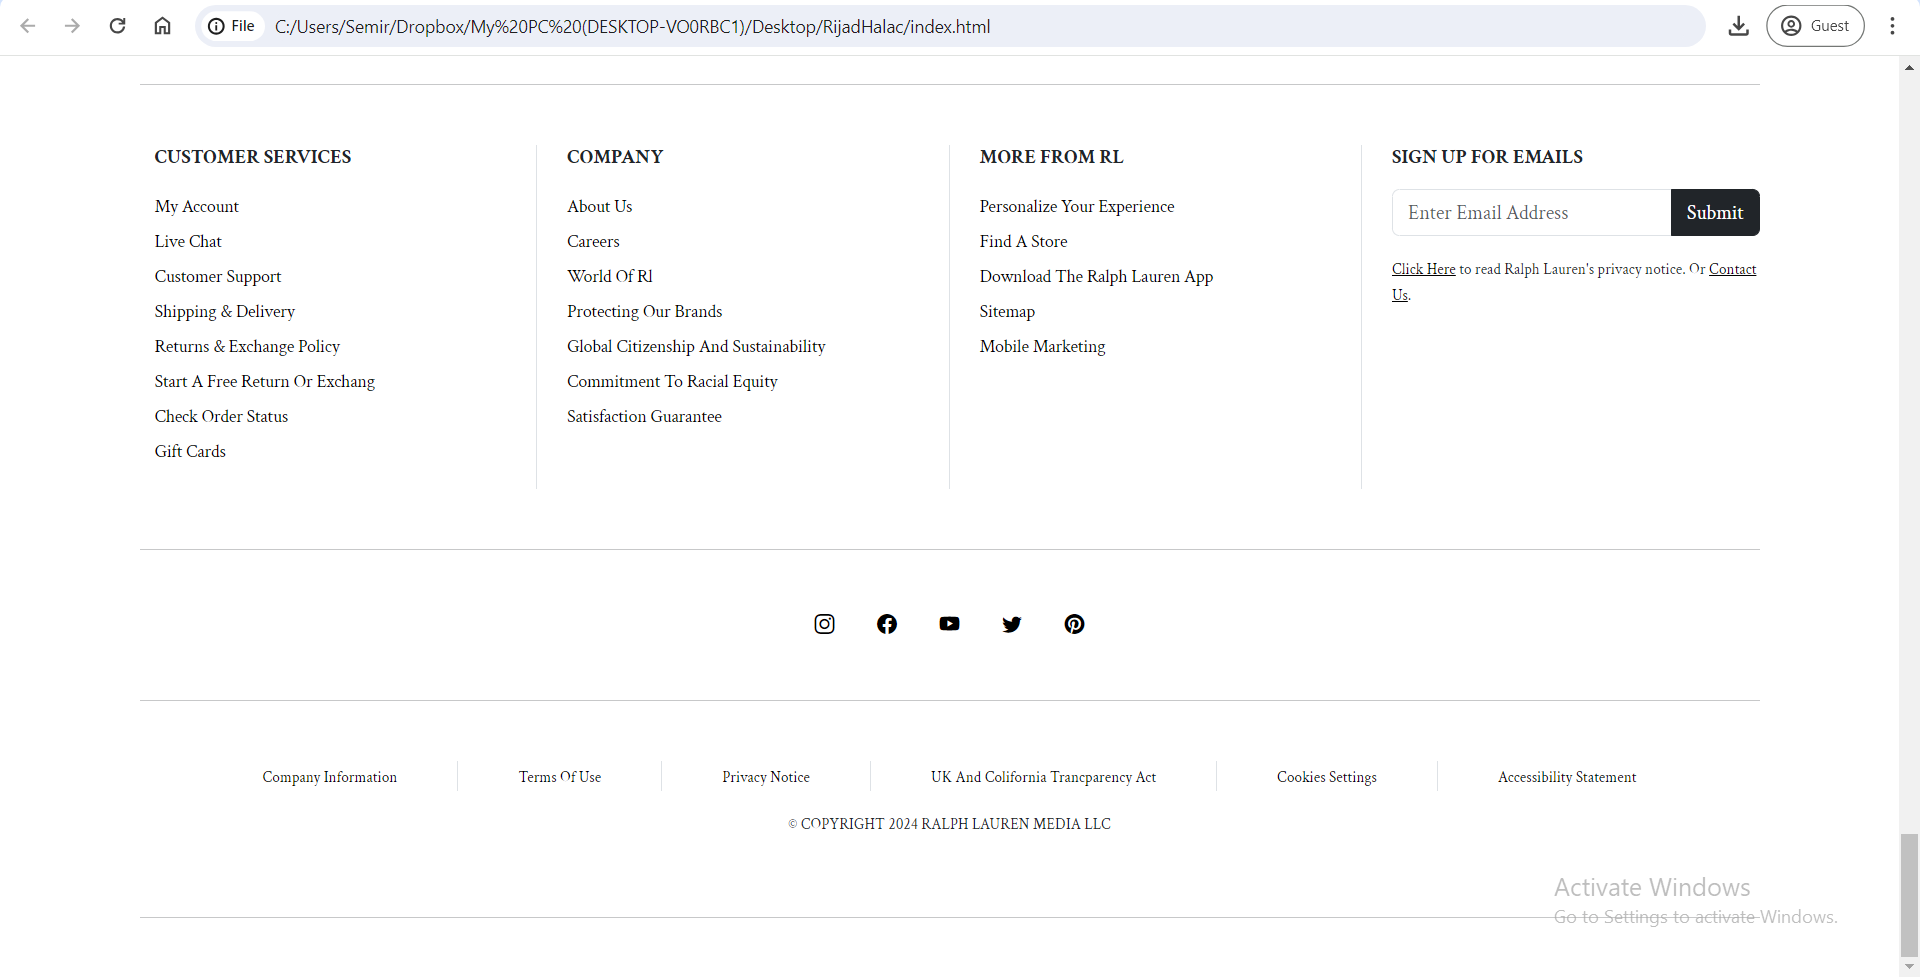 File C:/Users/Semir/Dropbox/My%20PC%20(DESKTOP-VO0RBC1)/Desktop/RijadHalac/index.html Guest
CUSTOMER SERVICES
My Account
Live Chat
Customer Support
Shipping & Delivery
Returns & Exchange Policy
Start A Free Return Or Exchang
Check Order Status
Gift Cards
COMPANY
About Us
Careers
World Of Rl
Protecting Our Brands
Global Citizenship And Sustainability
Commitment To Racial Equity
Satisfaction Guarantee
MORE FROM RL
Personalize Your Experience
Find A Store
Download The Ralph Lauren App
Sitemap
Mobile Marketing
SIGN UP FOR EMAILS
Enter Email Address Submit
Click Here to read Ralph Lauren's privacy notice. Or Contact
Us.
Company Information Terms Of Use Privacy Notice UK And Colifornia Trancparency Act Cookies Settings Accessibility Statement
© COPYRIGHT 2024 RALPH LAUREN MEDIA LLC
Activate Windows
Go to Settings to activate Windows.